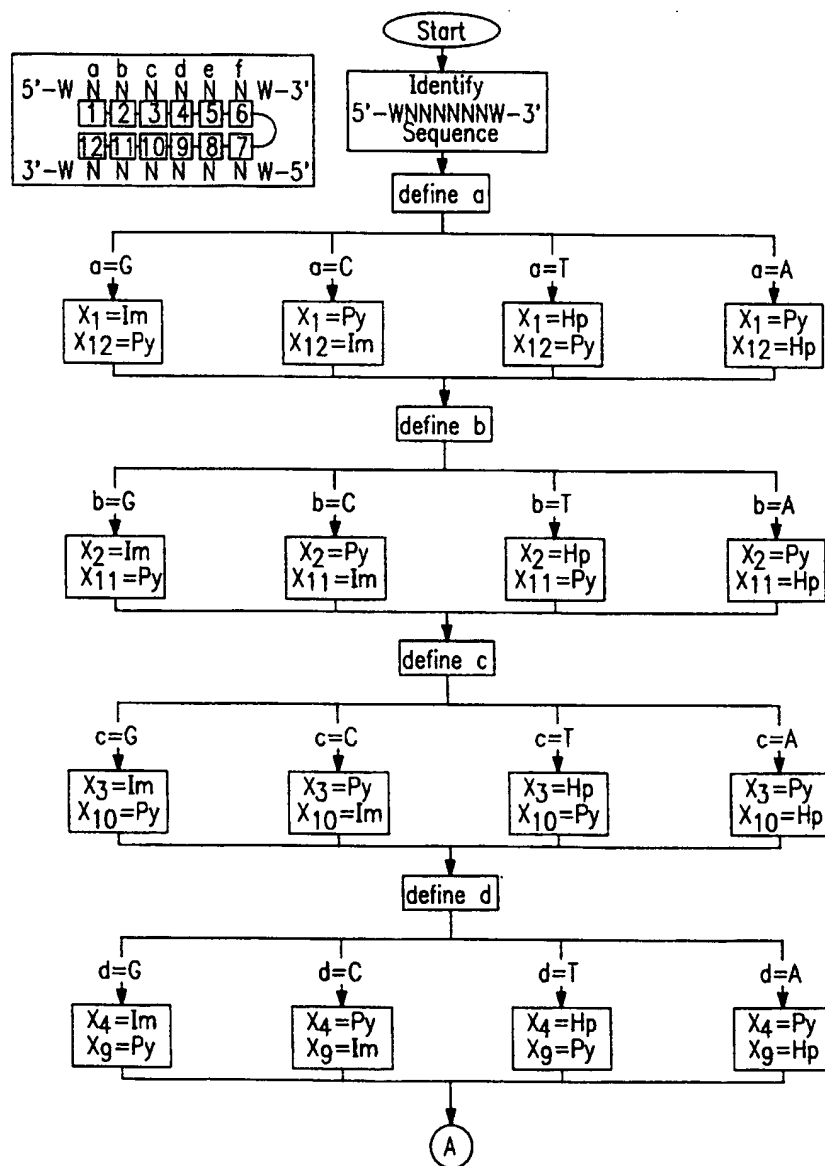 Start
a b c d e f
5'-W N N N N N N W-3'
1 2 3 4 5 6
12 11 10 9 8 7
3'-W N N N N N N W-5'
Identify
5'-WNNNNNNW-3'
Sequence
define a
a=G a=C a=T a=A
X1=Im X1=Py X1=Hp X1=Py
X12=Py X12=Im X12=Py X12=Hp
define b
b=G b=C b=T b=A
X2=Im X2=Py X2=Hp X2=Py
X11=Py X11=Im X11=Py X11=Hp
define c
c=G c=C c=T c=A
X3=Im X3=Py X3=Hp X3=Py
X10=Py X10=Im X10=Py X10=Hp
define d
d=G d=C d=T d=A
X4=Im X4=Py X4=Hp X4=Py
X9=Py X9=Im X9=Py X9=Hp
A